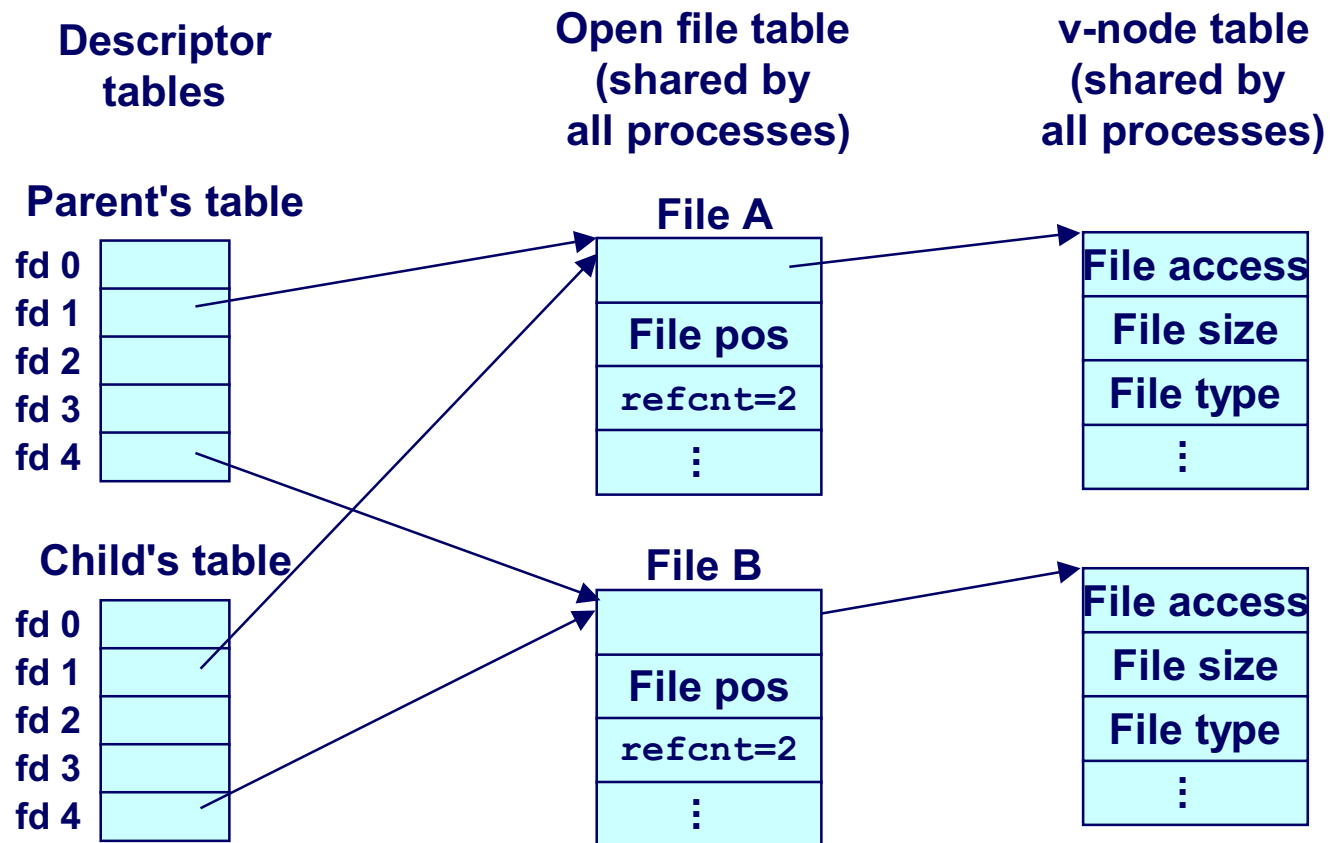 Descriptor
tables
Open file table
(shared by
all processes)
v-node table
(shared by
all processes)
Parent's table
fd 0
fd 1
fd 2
fd 3
fd 4
File A
File pos
refcnt=2
⋮
File access
File size
File type
⋮
Child's table
fd 0
fd 1
fd 2
fd 3
fd 4
File B
File pos
refcnt=2
⋮
File access
File size
File type
⋮